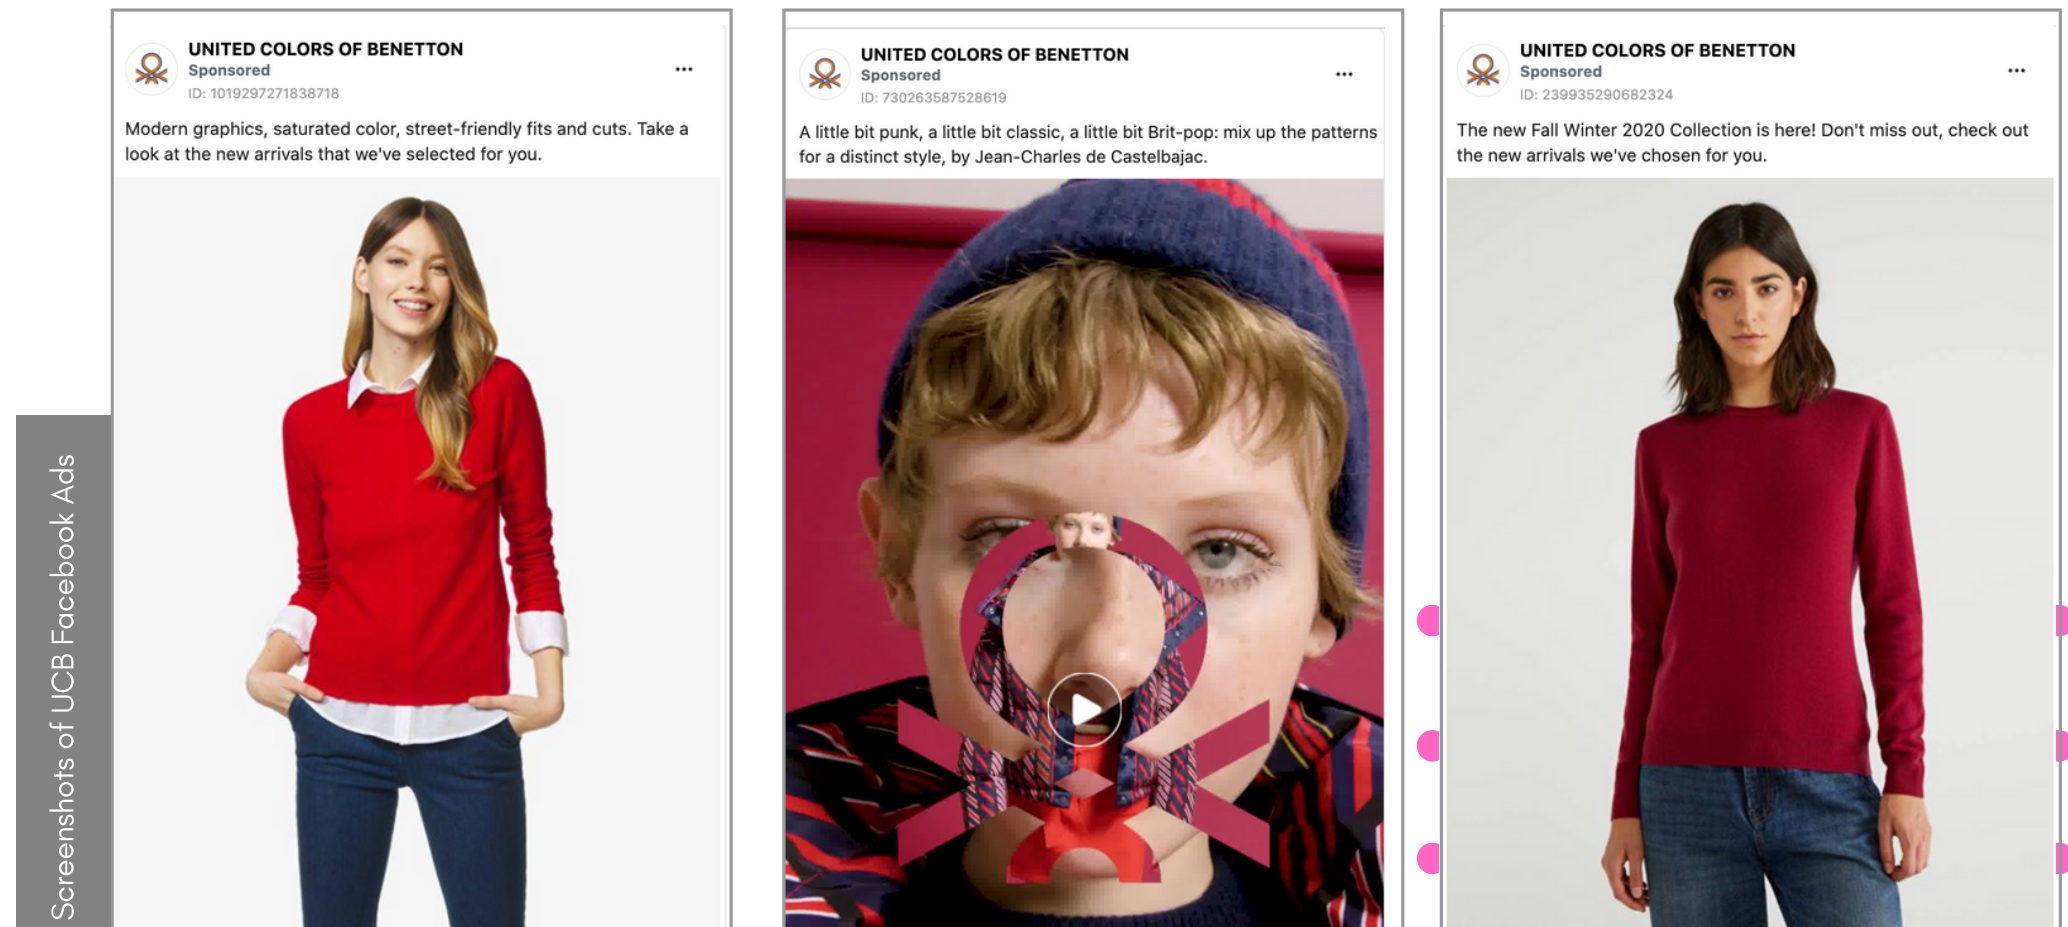 Screenshots of UCB Facebook Ads
UNITED COLORS OF BENETTON
Sponsored
ID: 1019297271838718
Modern graphics, saturated color, street-friendly fits and cuts. Take a
look at the new arrivals that we've selected for you.
UNITED COLORS OF BENETTON
Sponsored
ID: 730263587528619
A little bit punk, a little bit classic, a little bit Brit-pop: mix up the patterns
for a distinct style, by Jean-Charles de Castelbajac.
UNITED COLORS OF BENETTON
Sponsored
ID: 239935290682324
The new Fall Winter 2020 Collection is here! Don't miss out, check out
the new arrivals we've chosen for you.